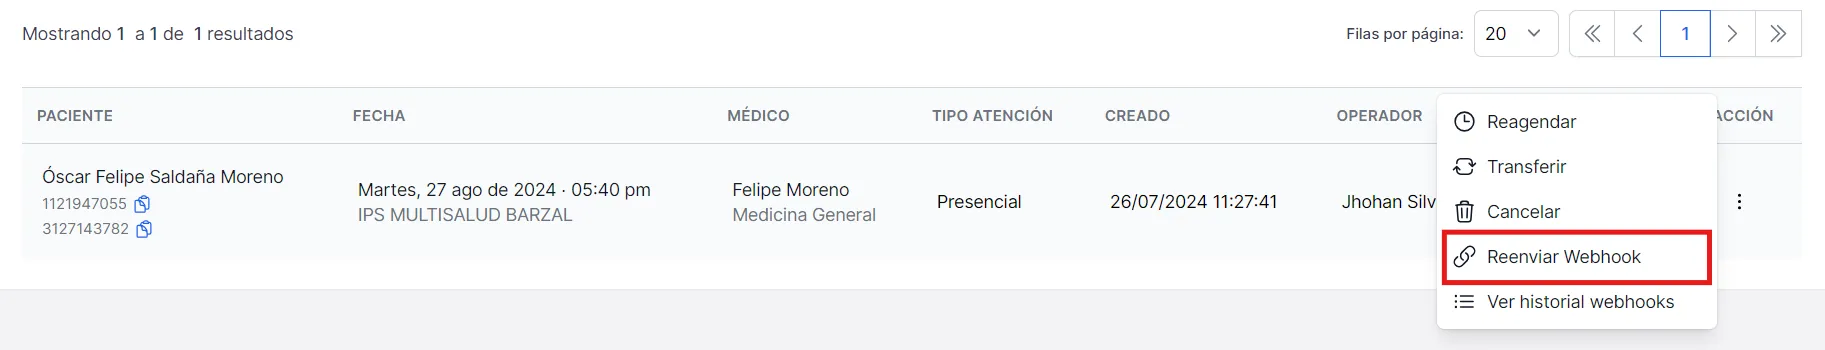 Mostrando 1 a 1 de 1 resultados
Filas por página: 20 1
PACIENTE FECHA MÉDICO TIPO ATENCIÓN CREADO OPERADOR ACCIÓN
Óscar Felipe Saldaña Moreno
1121947055
3127143782
Martes, 27 ago de 2024 · 05:40 pm
IPS MULTISALUD BARZAL
Felipe Moreno
Medicina General
Presencial
26/07/2024 11:27:41
Jhohan Silv
Reagendar
Transferir
Cancelar
Reenviar Webhook
Ver historial webhooks